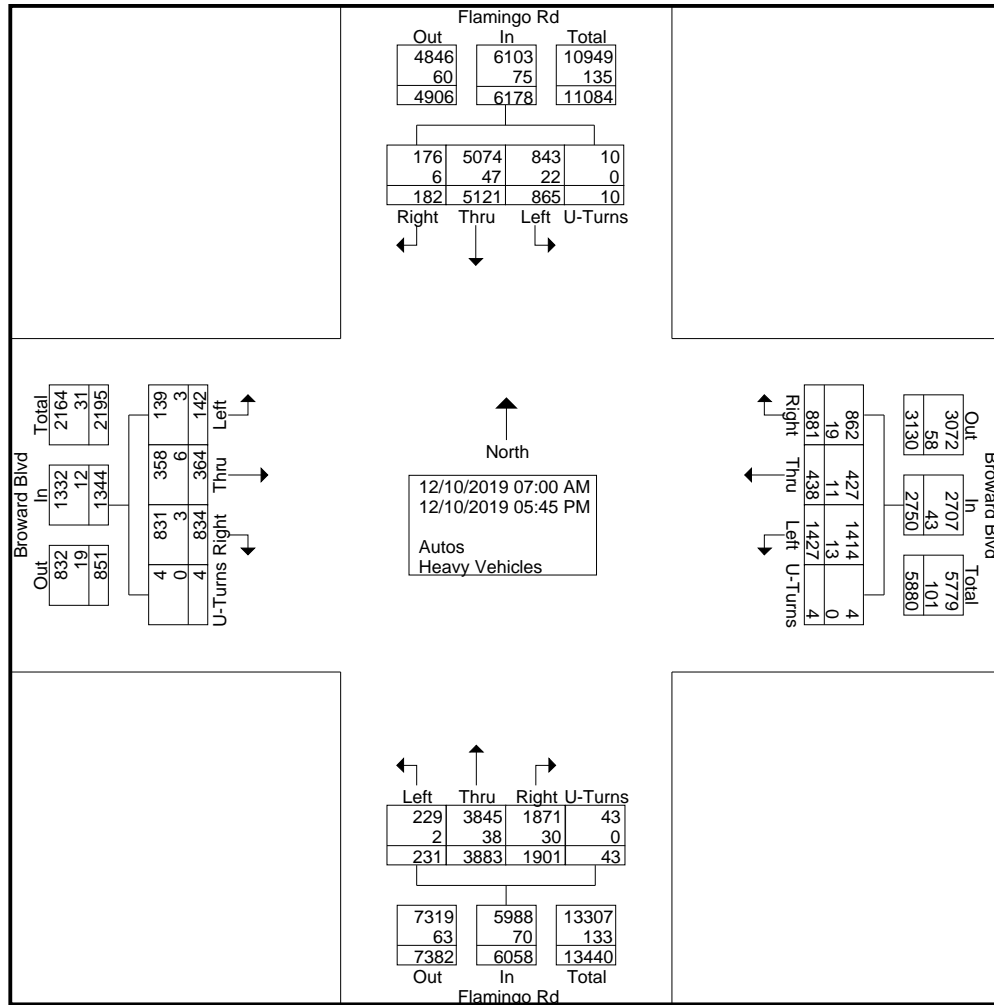 Flamingo Rd
Out In Total
4846 6103 10949
60 75 135
4906 6178 11084
176 5074 843 10
6 47 22 0
182 5121 865 10
Right Thru Left U-Turns
Broward Blvd
Total In Out
2164 1332 832
31 12 19
2195 1344 851
139 358 831 4
3 6 3 0
142 364 834 4
Left Thru Right U-Turns
North
12/10/2019 07:00 AM
12/10/2019 05:45 PM
Autos
Heavy Vehicles
Right Thru Left U-Turns
881 438 1427 4
19 11 13 0
862 427 1414 4
3130 2750 5880
58 43 101
3072 2707 5779
Out In Total
Broward Blvd
Left Thru Right U-Turns
229 3845 1871 43
2 38 30 0
231 3883 1901 43
7319 5988 13307
63 70 133
7382 6058 13440
Out In Total
Flamingo Rd